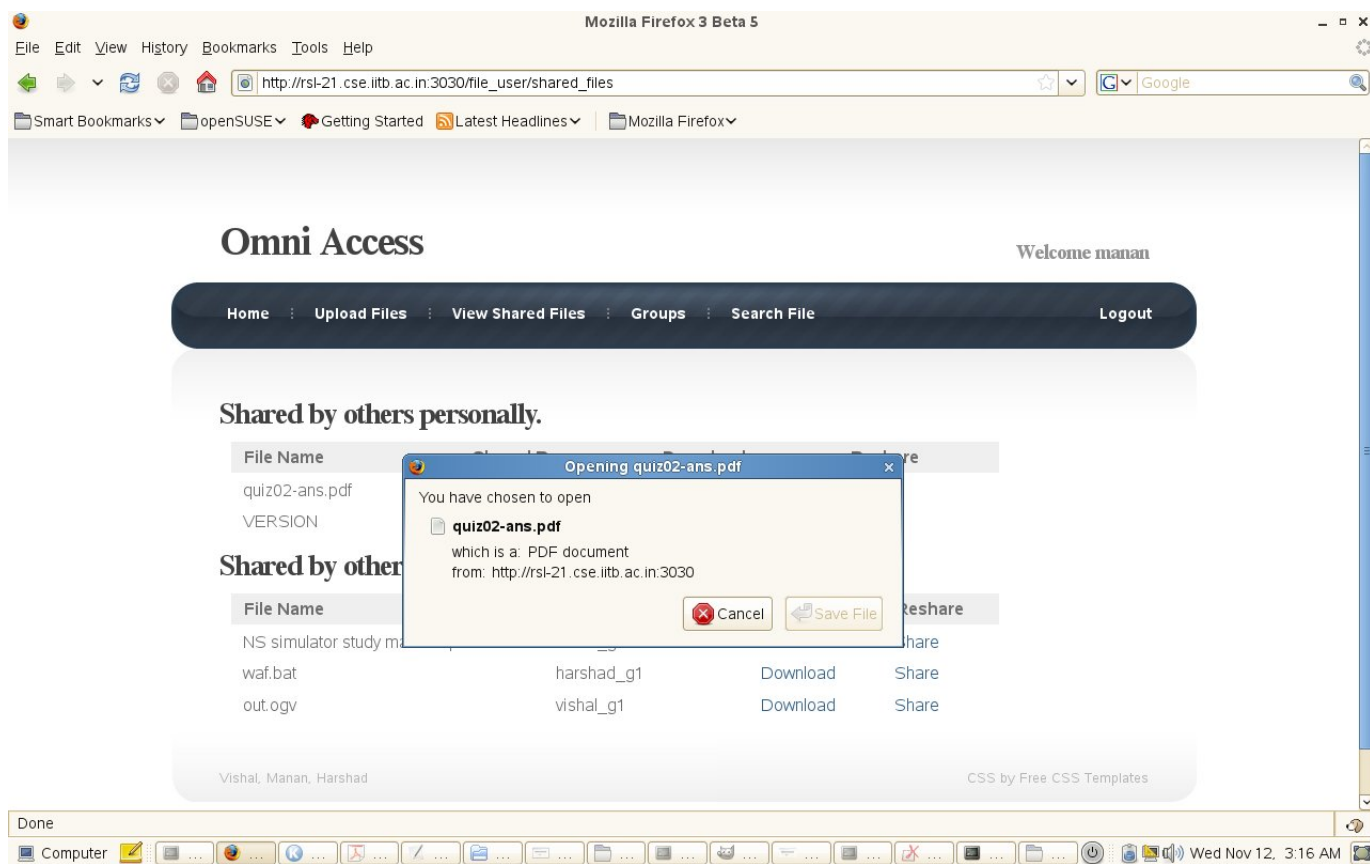 Mozilla Firefox 3 Beta 5
File Edit View History Bookmarks Tools Help
http://rsl-21.cse.iitb.ac.in:3030/file_user/shared_files
G Google
Smart Bookmarks openSUSE Getting Started Latest Headlines Mozilla Firefox
Omni Access
Welcome manan
Home Upload Files View Shared Files Groups Search File Logout
Shared by others personally.
File Name
quiz02-ans.pdf
VERSION
Opening quiz02-ans.pdf
You have chosen to open
quiz02-ans.pdf
which is a: PDF document
from: http://rsl-21.cse.iitb.ac.in:3030
Cancel Save File
Shared by other
File Name Reshare
NS simulator study Share
waf.bat harshad_g1 Download Share
out.ogv vishal_g1 Download Share
Vishal, Manan, Harshad CSS by Free CSS Templates
Done
Computer ... ... ... ... ... ... ... ... ... ... ... ... ... ... ... Wed Nov 12, 3:16 AM